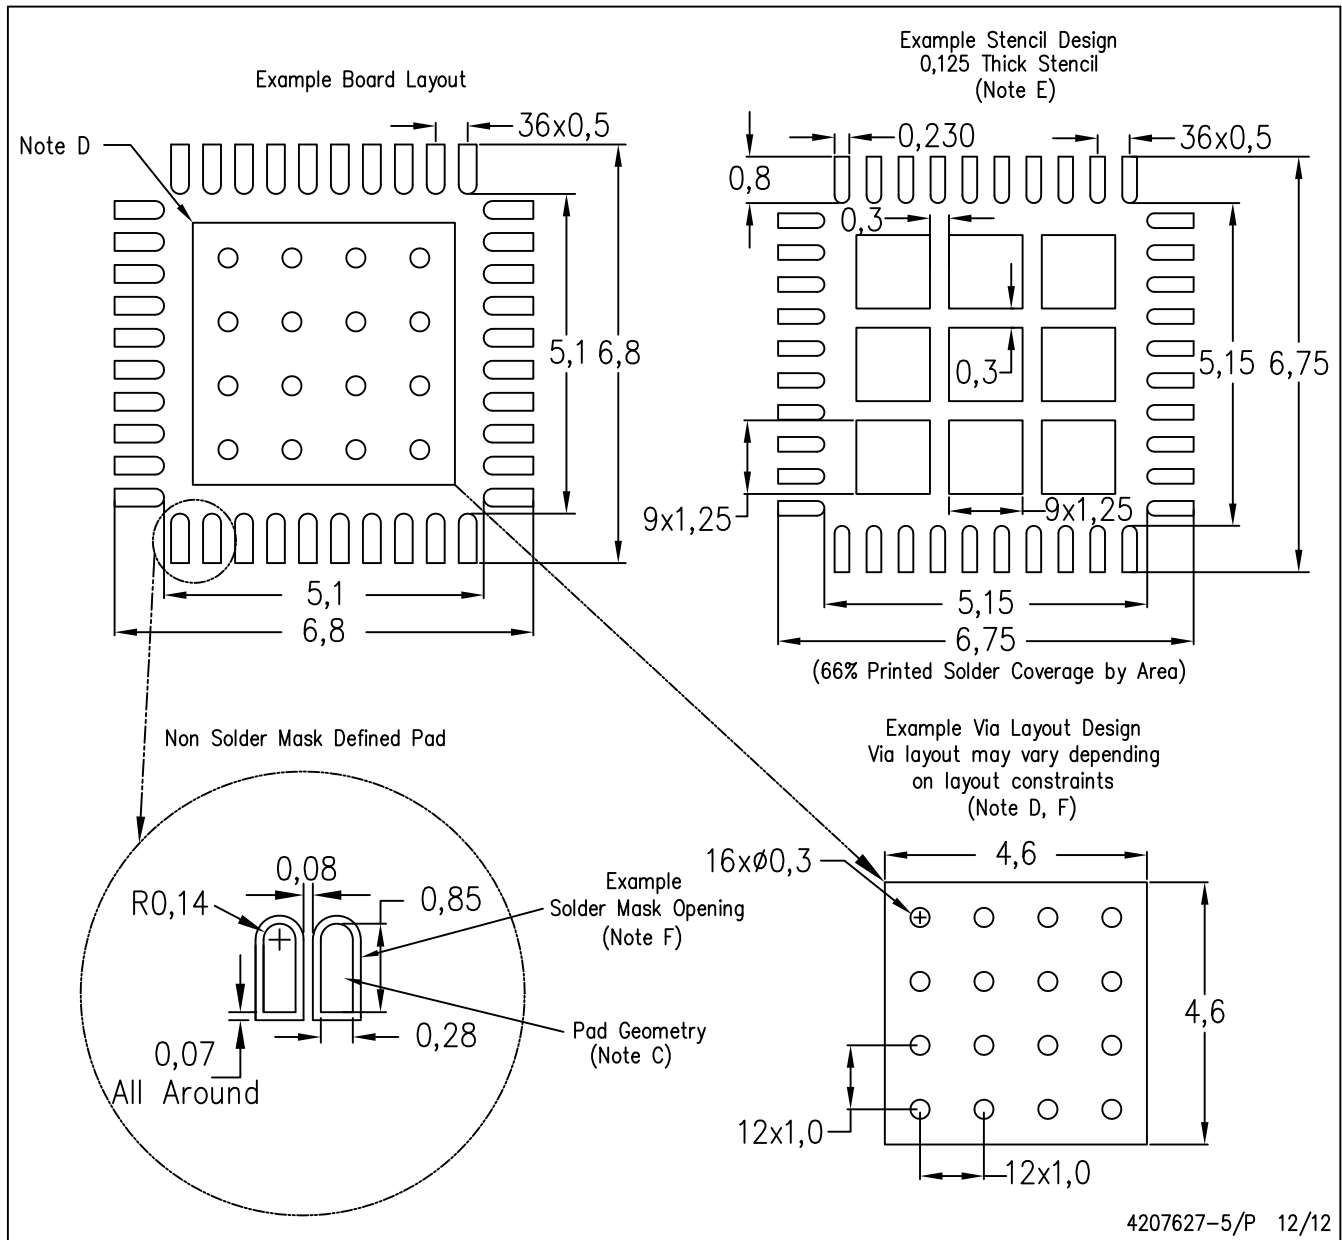 Example Board Layout
Note D
36x0,5
5,1
6,8
5,1
6,8
Example Stencil Design
0,125 Thick Stencil
(Note E)
0,230
36x0,5
0,8
0,3
0,3
5,15
6,75
9x1,25
9x1,25
5,15
6,75
(66% Printed Solder Coverage by Area)
Non Solder Mask Defined Pad
0,08
R0,14
0,85
Example
Solder Mask Opening
(Note F)
0,28
Pad Geometry
(Note C)
0,07
All Around
Example Via Layout Design
Via layout may vary depending
on layout constraints
(Note D, F)
16xø0,3
4,6
4,6
12x1,0
12x1,0
4207627-5/P 12/12